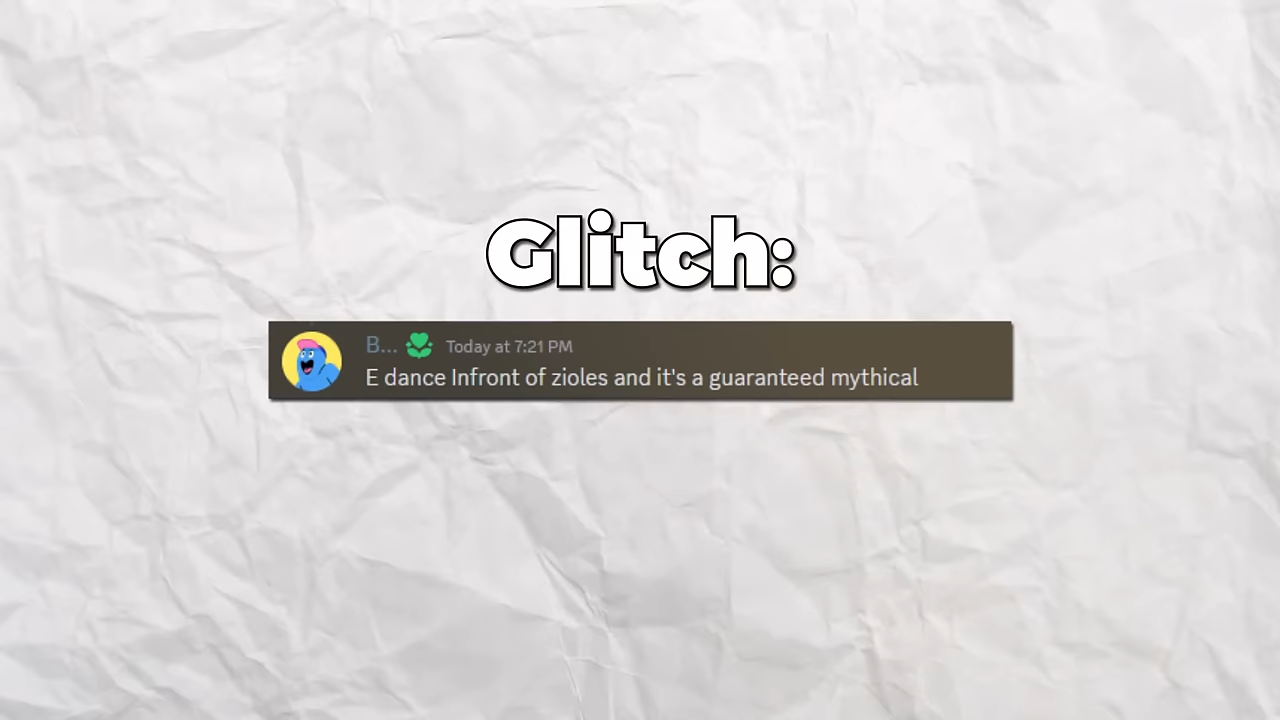 Glitch:
B... Today at 7:21 PM
E dance Infront of zioles and it's a guaranteed mythical